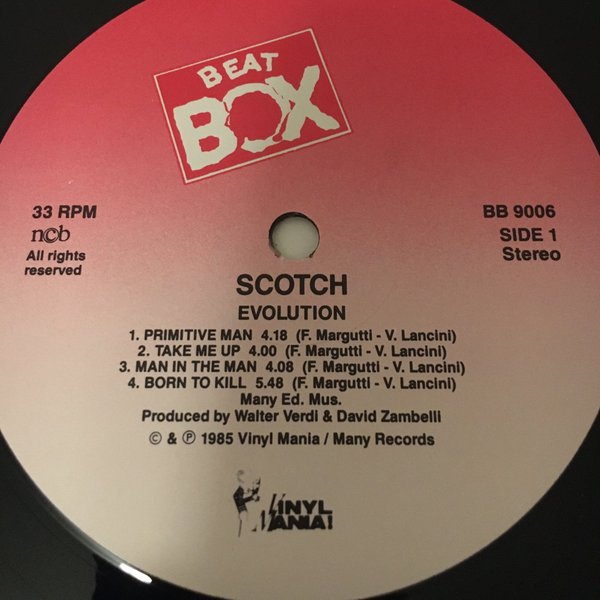 BEAT
BOX
33 RPM
ncb
All rights
reserved
BB 9006
SIDE 1
Stereo
SCOTCH
EVOLUTION
1. PRIMITIVE MAN 4.18 (F. Margutti - V. Lancini)
2. TAKE ME UP 4.00 (F. Margutti - V. Lancini)
3. MAN IN THE MAN 4.08 (F. Margutti - V. Lancini)
4. BORN TO KILL 5.48 (F. Margutti - V. Lancini)
Many Ed. Mus.
Produced by Walter Verdi & David Zambelli
© & ℗ 1985 Vinyl Mania / Many Records
VINYL
MANIA!